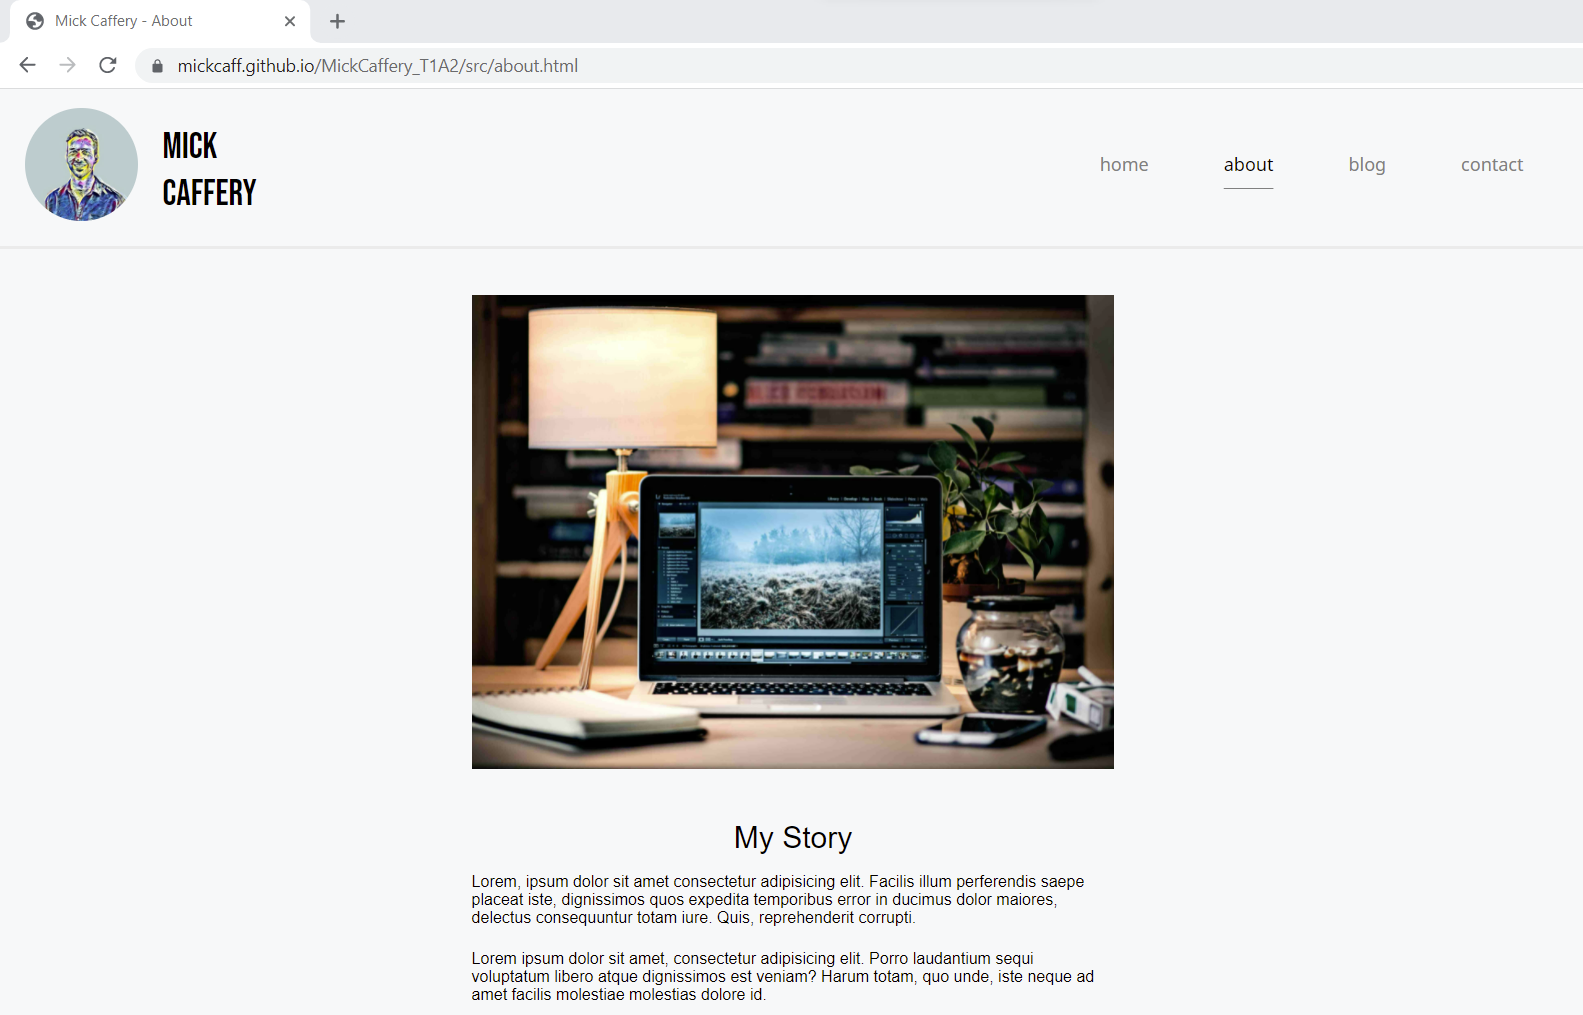 Mick Caffery - About
mickcaff.github.io/MickCaffery_T1A2/src/about.html
MICK
CAFFERY
home about blog contact
My Story
Lorem, ipsum dolor sit amet consectetur adipisicing elit. Facilis illum perferendis saepe
placeat iste, dignissimos quos expedita temporibus error in ducimus dolor maiores,
delectus consequuntur totam iure. Quis, reprehenderit corrupti.
Lorem ipsum dolor sit amet, consectetur adipisicing elit. Porro laudantium sequi
voluptatum libero atque dignissimos est veniam? Harum totam, quo unde, iste neque ad
amet facilis molestiae molestias dolore id.